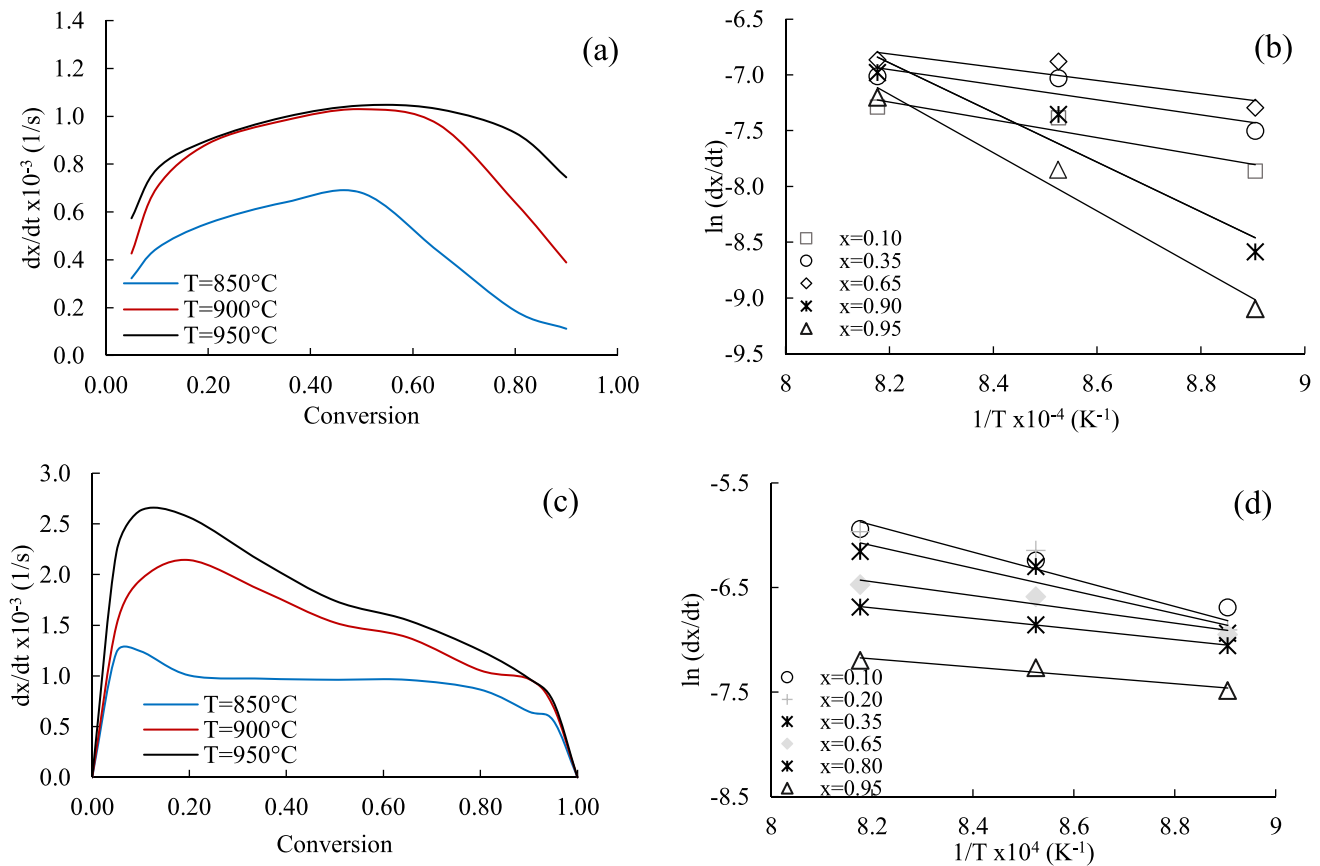 (a)
1.4
1.2
1.0
0.8
0.6
0.4
0.2
0.0
dx/dt x10⁻³ (1/s)
T=850°C
T=900°C
T=950°C
0.00 0.20 0.40 0.60 0.80 1.00
Conversion
(b)
-6.5
-7.0
-7.5
-8.0
-8.5
-9.0
-9.5
ln (dx/dt)
x=0.10
x=0.35
x=0.65
x=0.90
x=0.95
8 8.2 8.4 8.6 8.8 9
1/T x10⁻⁴ (K⁻¹)
(c)
3.0
2.5
2.0
1.5
1.0
0.5
0.0
dx/dt x10⁻³ (1/s)
T=850°C
T=900°C
T=950°C
0.00 0.20 0.40 0.60 0.80 1.00
Conversion
(d)
-5.5
-6.5
-7.5
-8.5
ln (dx/dt)
x=0.10
x=0.20
x=0.35
x=0.65
x=0.80
x=0.95
8 8.2 8.4 8.6 8.8 9
1/T x10⁴ (K⁻¹)